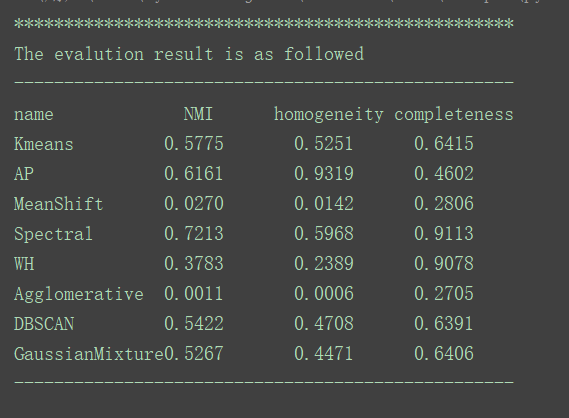 **************************************************
The evalution result is as followed
--------------------------------------------------
name             NMI      homogeneity completeness
Kmeans         0.5775       0.5251      0.6415
AP             0.6161       0.9319      0.4602
MeanShift      0.0270       0.0142      0.2806
Spectral       0.7213       0.5968      0.9113
WH             0.3783       0.2389      0.9078
Agglomerative  0.0011       0.0006      0.2705
DBSCAN         0.5422       0.4708      0.6391
GaussianMixture0.5267       0.4471      0.6406
--------------------------------------------------